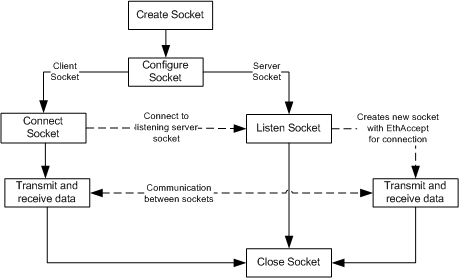 Create Socket
Client
Socket
Configure
Socket
Server
Socket
Connect
Socket
Connect to
listening server
socket
Listen Socket
Creates new socket
with EthAccept
for connection
Transmit and
receive data
Communication
between sockets
Transmit and
receive data
Close Socket